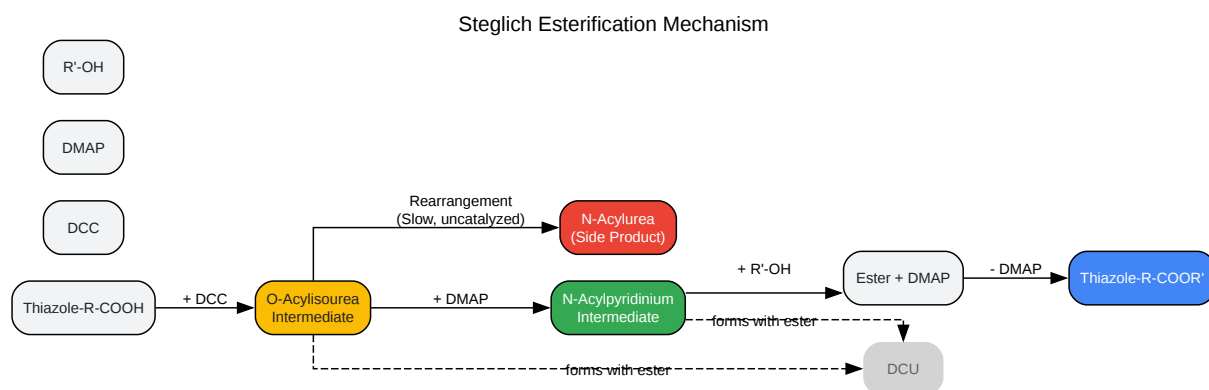 Steglich Esterification Mechanism
R'-OH
DMAP
DCC
Rearrangement
(Slow, uncatalyzed)
N-Acylurea
(Side Product)
Thiazole-R-COOH
+ DCC
O-Acylisourea
Intermediate
+ DMAP
N-Acylpyridinium
Intermediate
+ R'-OH
Ester + DMAP
- DMAP
Thiazole-R-COOR'
forms with ester
forms with ester
DCU